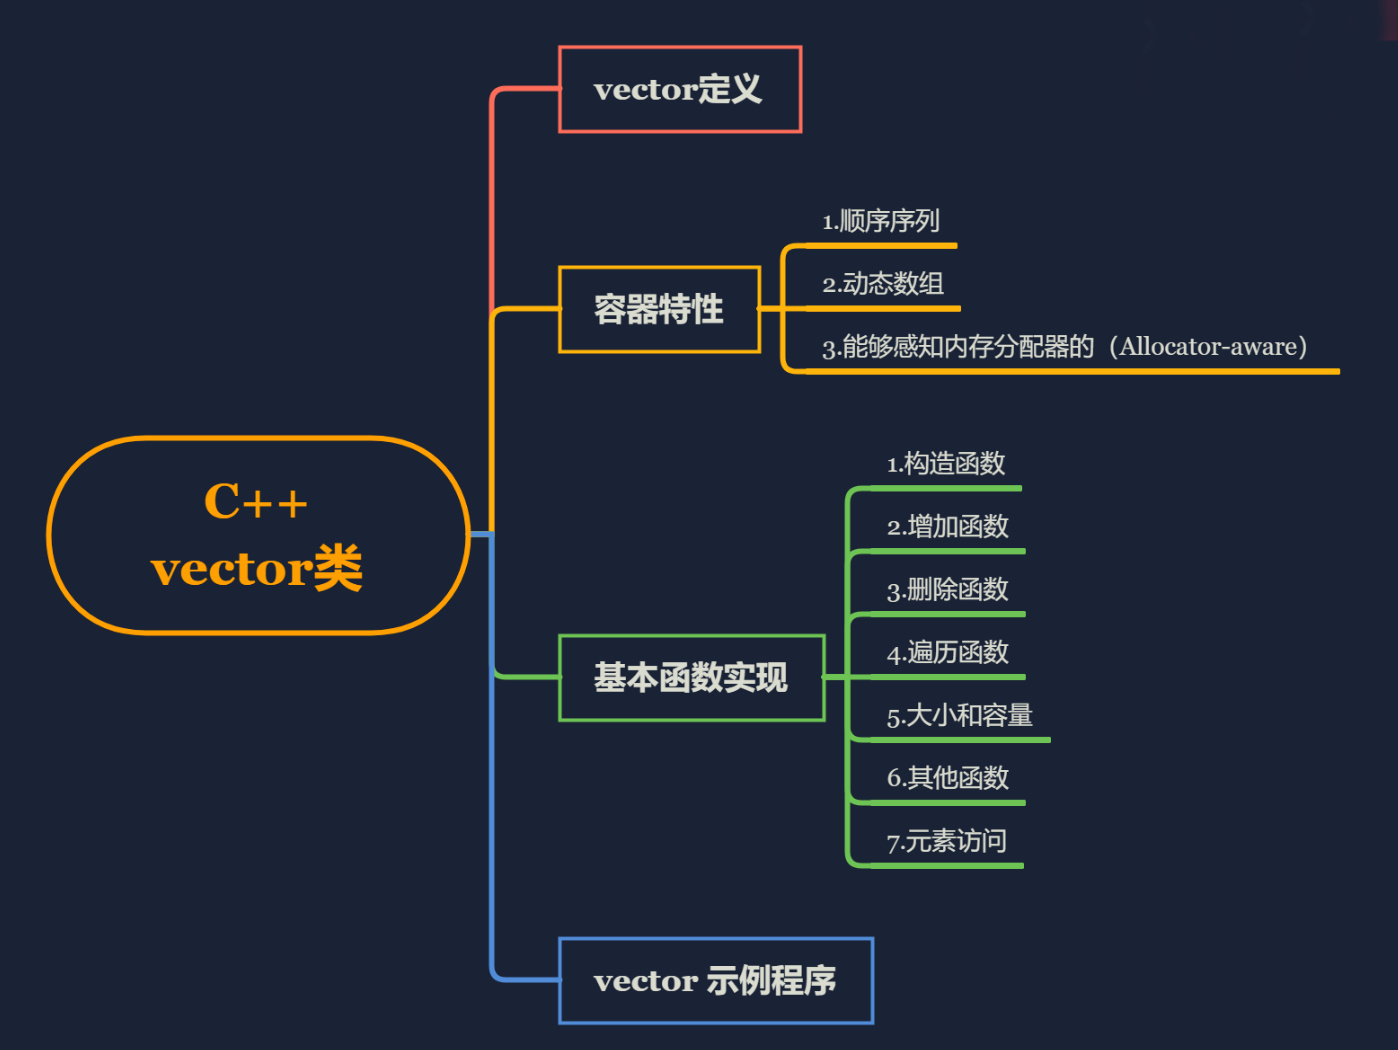 C++
vector类
vector定义
容器特性
1.顺序序列
2.动态数组
3.能够感知内存分配器的（Allocator-aware）
基本函数实现
1.构造函数
2.增加函数
3.删除函数
4.遍历函数
5.大小和容量
6.其他函数
7.元素访问
vector 示例程序